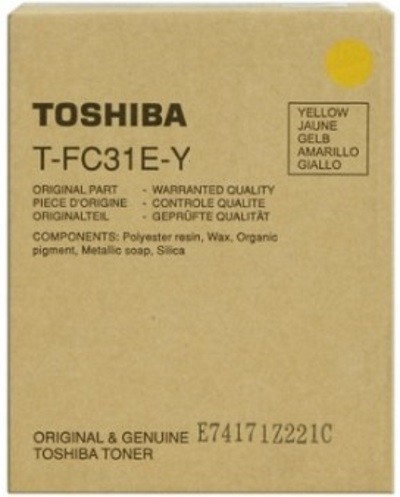 TOSHIBA
T-FC31E-Y
YELLOW
JAUNE
GELB
AMARILLO
GIALLO
ORIGINAL PART - WARRANTED QUALITY
PIECE D'ORIGINE - CONTROLE QUALITE
ORIGINALTEIL - GEPRÜFTE QUALITÄT
COMPONENTS: Polyester resin, Wax, Organic
pigment, Metallic soap, Silica
ORIGINAL & GENUINE E74171Z221C
TOSHIBA TONER